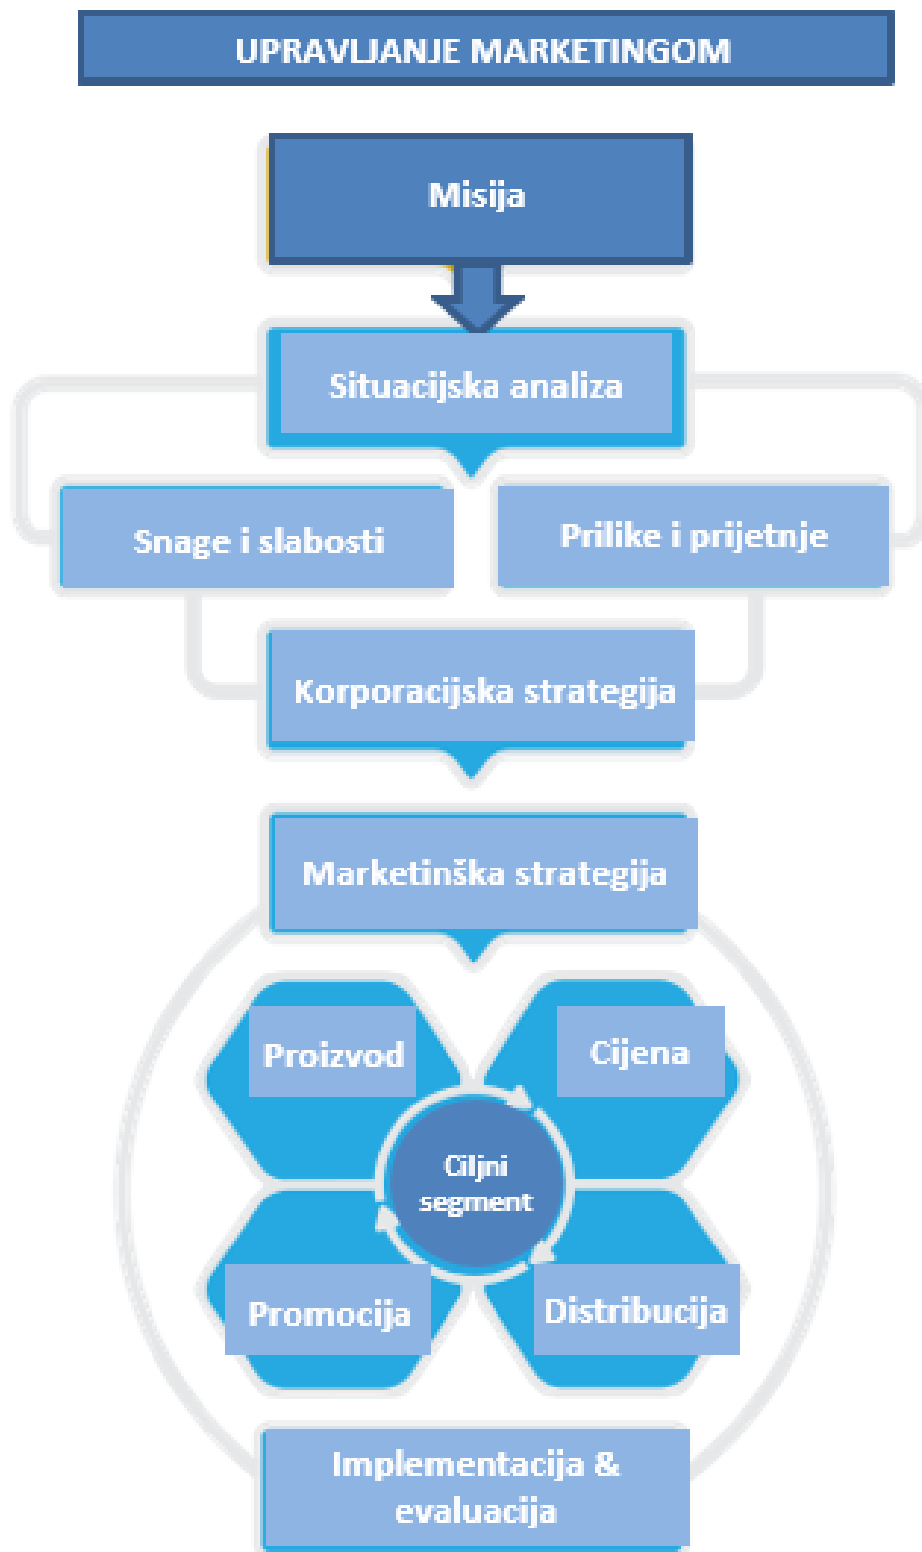 UPRAVLJANJE MARKETINGOM
Misija
Situacijska analiza
Snage i slabosti
Prilike i prijetnje
Korporacijska strategija
Marketinška strategija
Proizvod
Cijena
Ciljni
segment
Promocija
Distribucija
Implementacija &
evaluacija